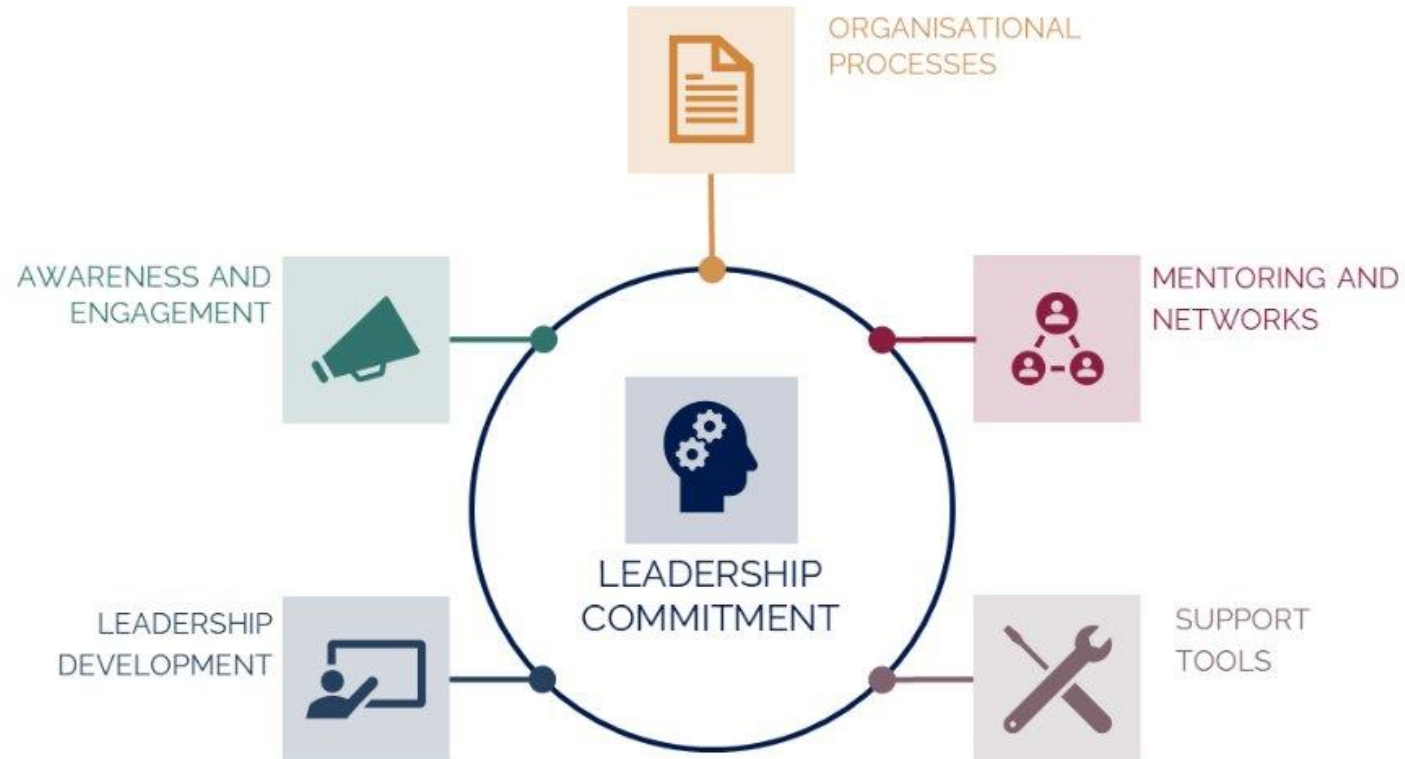 ORGANISATIONAL
PROCESSES
AWARENESS AND
ENGAGEMENT
MENTORING AND
NETWORKS
LEADERSHIP
COMMITMENT
LEADERSHIP
DEVELOPMENT
SUPPORT
TOOLS